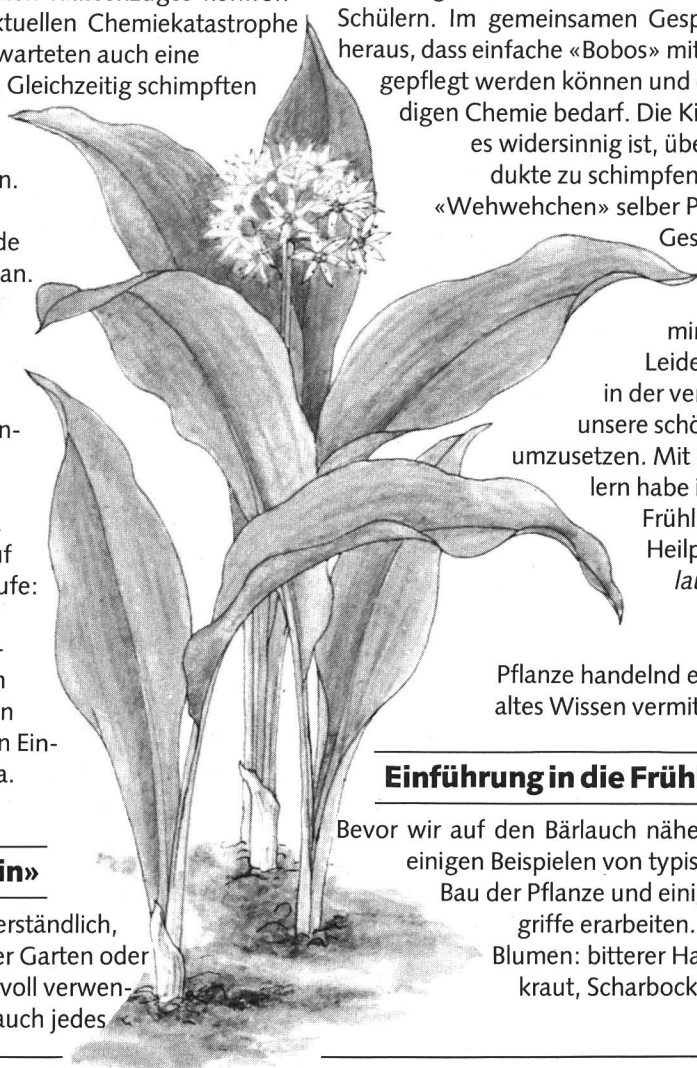 ktuellen Chemiekatastrophe
warteten auch eine
Gleichzeitig schimpften
n.
de
an.
n-
f
ufe:
-
n
n
n Ein-
a.
in»
erständlich,
er Garten oder
voll verwen-
auch jedes
Schülern. Im gemeinsamen Gesp
heraus, dass einfache «Bobos» mit
gepflegt werden können und
digen Chemie bedarf. Die Ki
es widersinnig ist, übe
dukte zu schimpfen
«Wehwehchen» selber P
Ges
mir
Leide
in der ver
unsere schö
umzusetzen. Mit
lern habe i
Frühl
Heilp
lau
Pflanze handelnd e
altes Wissen vermit
Einführung in die Früh
Bevor wir auf den Bärlauch nähe
einigen Beispielen von typis
Bau der Pflanze und eini
griffe erarbeiten.
Blumen: bitterer Ha
kraut, Scharbock